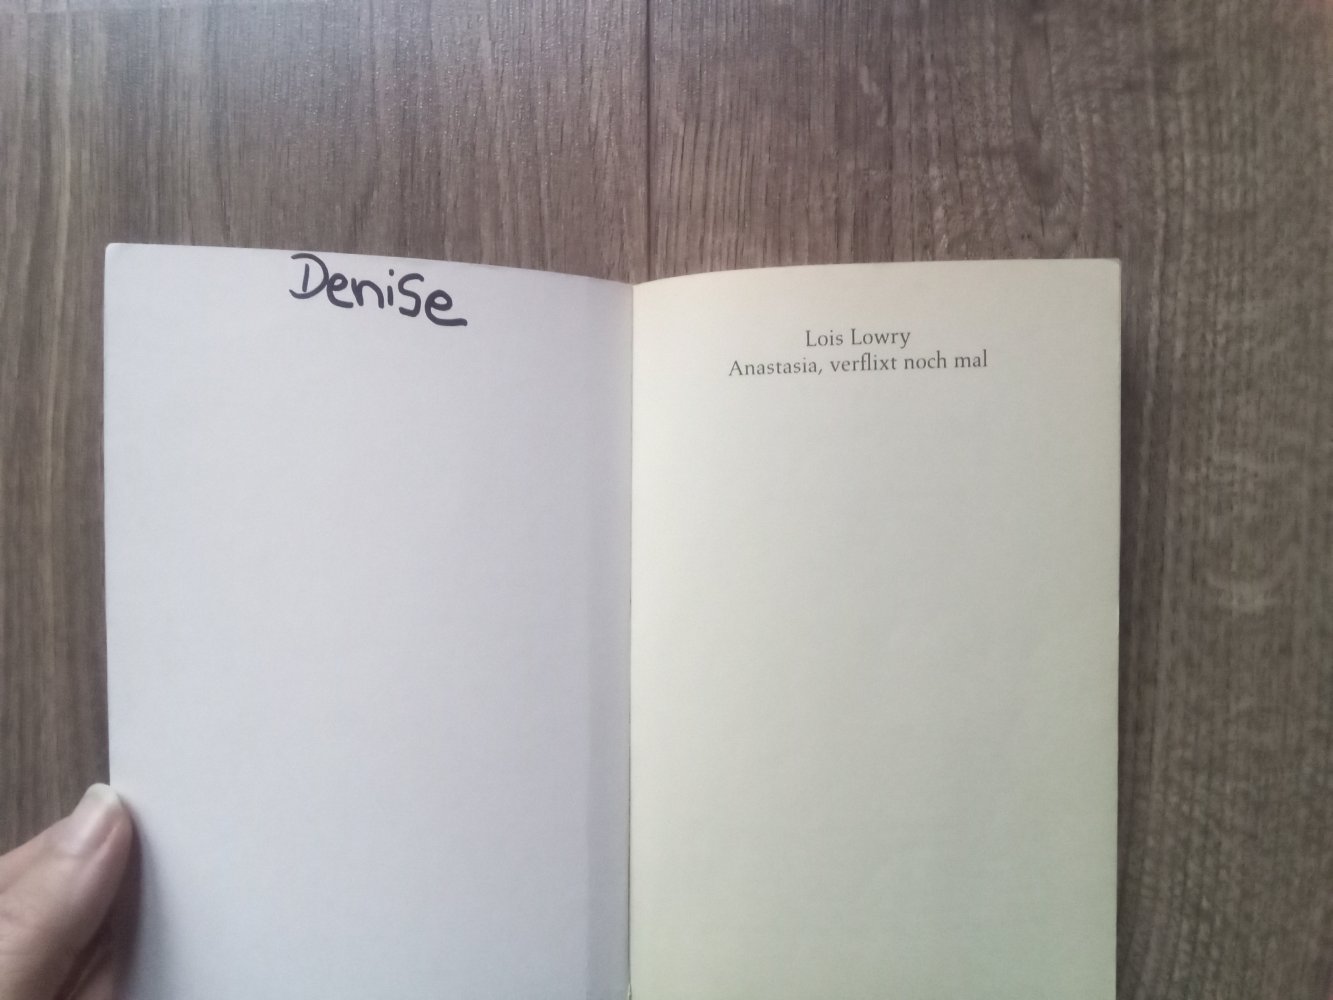 Denise
Lois Lowry
Anastasia, verflixt noch mal